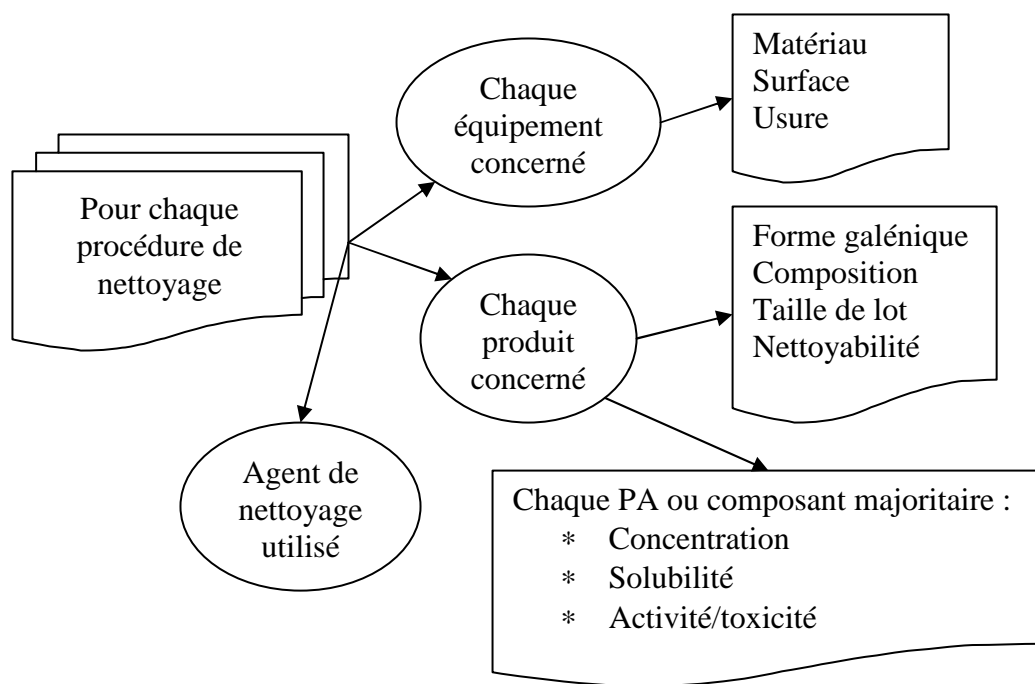 Pour chaque
procédure de
nettoyage
Chaque
équipement
concerné
Matériau
Surface
Usure
Chaque
produit
concerné
Forme galénique
Composition
Taille de lot
Nettoyabilité
Agent de
nettoyage
utilisé
Chaque PA ou composant majoritaire :
* Concentration
* Solubilité
* Activité/toxicité